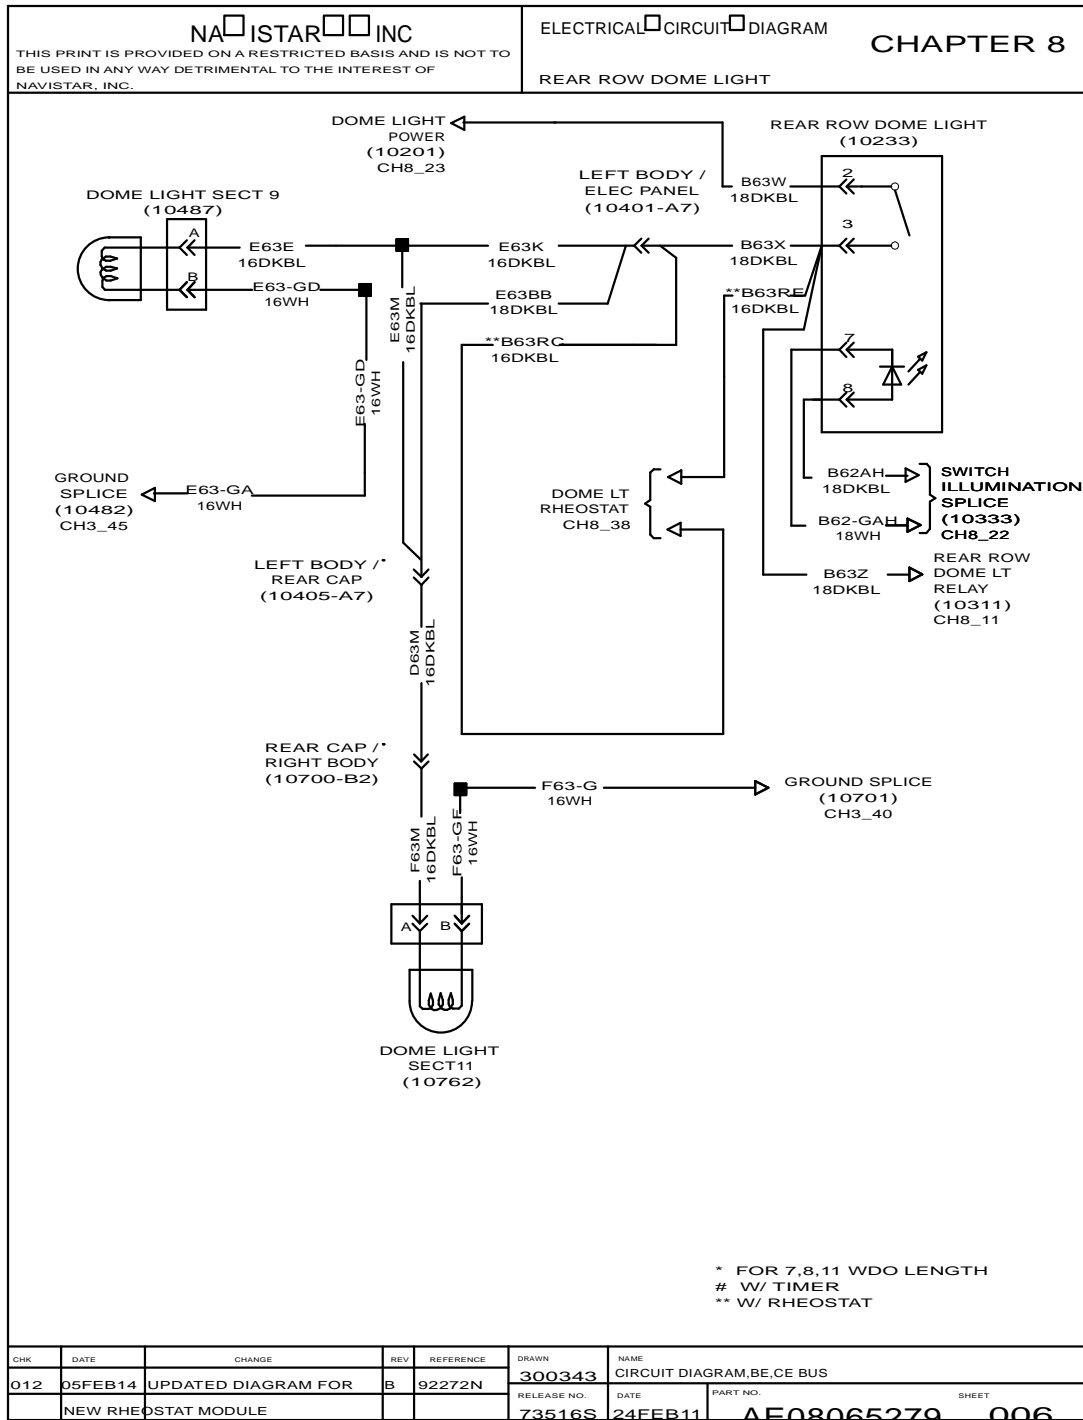 NA□ISTAR□□INC
THIS PRINT IS PROVIDED ON A RESTRICTED BASIS AND IS NOT TO
BE USED IN ANY WAY DETRIMENTAL TO THE INTEREST OF
NAVISTAR, INC.
ELECTRICAL□CIRCUIT□DIAGRAM
CHAPTER 8
REAR ROW DOME LIGHT
DOME LIGHT
POWER
(10201)
CH8_23
REAR ROW DOME LIGHT
(10233)
LEFT BODY /
ELEC PANEL
(10401-A7)
B63W
18DKBL
2
DOME LIGHT SECT 9
(10487)
A
E63E
16DKBL
E63K
16DKBL
B63X
18DKBL
3
B
E63-GD
16WH
E63M
16DKBL
E63BB
18DKBL
**B63RE
16DKBL
**B63RC
16DKBL
7
8
E63-GD
16WH
GROUND
SPLICE
(10482)
CH3_45
E63-GA
16WH
DOME LT
RHEOSTAT
CH8_38
B62AH
18DKBL
B62-GAH
18WH
SWITCH
ILLUMINATION
SPLICE
(10333)
CH8_22
B63Z
18DKBL
REAR ROW
DOME LT
RELAY
(10311)
CH8_11
LEFT BODY /*
REAR CAP
(10405-A7)
D63M
16DKBL
REAR CAP /*
RIGHT BODY
(10700-B2)
F63-G
16WH
GROUND SPLICE
(10701)
CH3_40
F63M
16DKBL
F63-GF
16WH
A
B
DOME LIGHT
SECT11
(10762)
* FOR 7,8,11 WDO LENGTH
# W/ TIMER
** W/ RHEOSTAT
CHK DATE CHANGE REV REFERENCE DRAWN NAME
012 05FEB14 UPDATED DIAGRAM FOR B 92272N 300343 CIRCUIT DIAGRAM,BE,CE BUS
NEW RHEOSTAT MODULE
RELEASE NO. DATE PART NO. SHEET
73516S 24FEB11 AE08065279 006